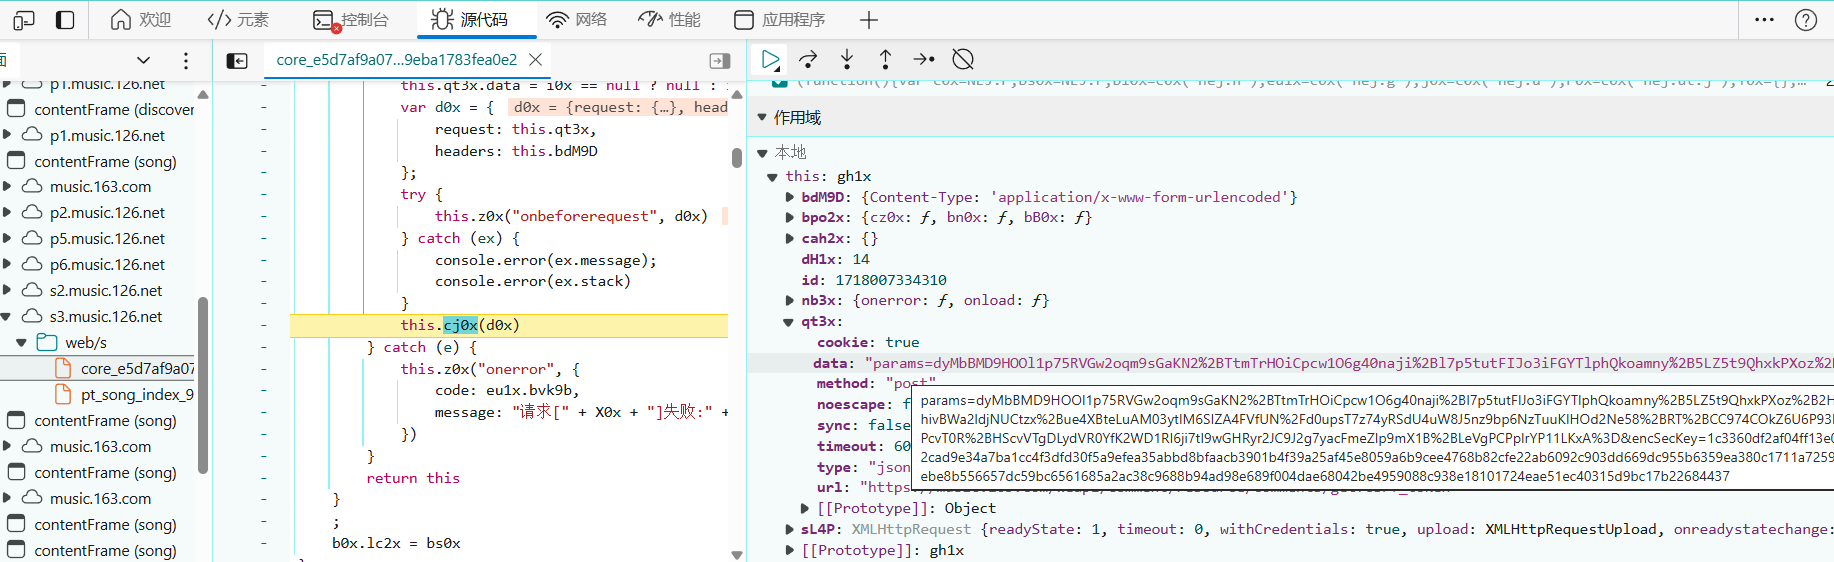 欢迎
元素
控制台
源代码
网络
性能
应用程序
面
core_e5d7af9a07...9eba1783fea0e2
p1.music.126.net
contentFrame (discover
p1.music.126.net
contentFrame (song)
music.163.com
p2.music.126.net
p5.music.126.net
p6.music.126.net
s2.music.126.net
s3.music.126.net
web/s
core_e5d7af9a07
pt_song_index_9
contentFrame (song)
music.163.com
contentFrame (song)
music.163.com
contentFrame (song)
contentFrame (song)
this.qt3x.data = i0x == null ? null :
var d0x = { d0x = {request: {…}, head
request: this.qt3x,
headers: this.bdM9D
};
try {
this.z0x("onbeforerequest", d0x)
} catch (ex) {
console.error(ex.message);
console.error(ex.stack)
}
this.cj0x(d0x)
} catch (e) {
this.z0x("onerror", {
code: eu1x.bvk9b,
message: "请求[" + X0x + "]失败:" +
})
}
return this
}
;
b0x.lc2x = bs0x
作用域
本地
this: gh1x
bdM9D: {Content-Type: 'application/x-www-form-urlencoded'}
bpo2x: {cz0x: ƒ, bn0x: ƒ, bB0x: ƒ}
cah2x: {}
dH1x: 14
id: 1718007334310
nb3x: {onerror: ƒ, onload: ƒ}
qt3x:
cookie: true
data: "params=dyMbBMD9HOOl1p75RVGw2oqm9sGaKN2%2BTtmTrHOiCpcw1O6g40naji%2Bl7p5tutFIJo3iFGYTlphQkoamny%2B5LZ5t9QhxkPXoz%2
method: "post"
noescape: f
sync: false
timeout: 60
type: "json
url: "https:
[[Prototype]]: Object
sL4P: XMLHttpRequest {readyState: 1, timeout: 0, withCredentials: true, upload: XMLHttpRequestUpload, onreadystatechange:
[[Prototype]]: gh1x
params=dyMbBMD9HOOl1p75RVGw2oqm9sGaKN2%2BTtmTrHOiCpcw1O6g40naji%2Bl7p5tutFIJo3iFGYTlphQkoamny%2B5LZ5t9QhxkPXoz%2H
hivBWa2IdjNUCtzx%2Bue4XBteLuAM03ytIM6SIZA4FVfUN%2Fd0upsT7z74yRSdU4uW8J5nz9bp6NzTuuKIHOd2Ne58%2BRT%2BCC974COkZ6U6P93
PcvT0R%2BHScvVTgDLydVR0YfK2WD1RI6ji7tI9wGHRyr2JC9J2g7yacFmeZIp9mX1B%2BLeVgPCPpIrYP11LKxA%3D&encSecKey=1c3360df2af04ff13e0
2cad9e34a7ba1cc4f3dfd30f5a9efea35abbd8bfaacb3901b4f39a25af45e8059a6b9cee4768b82cfe22ab6092c903dd669dc955b6359ea380c1711a7259
ebe8b556657dc59bc6561685a2ac38c9688b94ad98e689f004dae68042be4959088c938e18101724eae51ec40315d9bc17b22684437